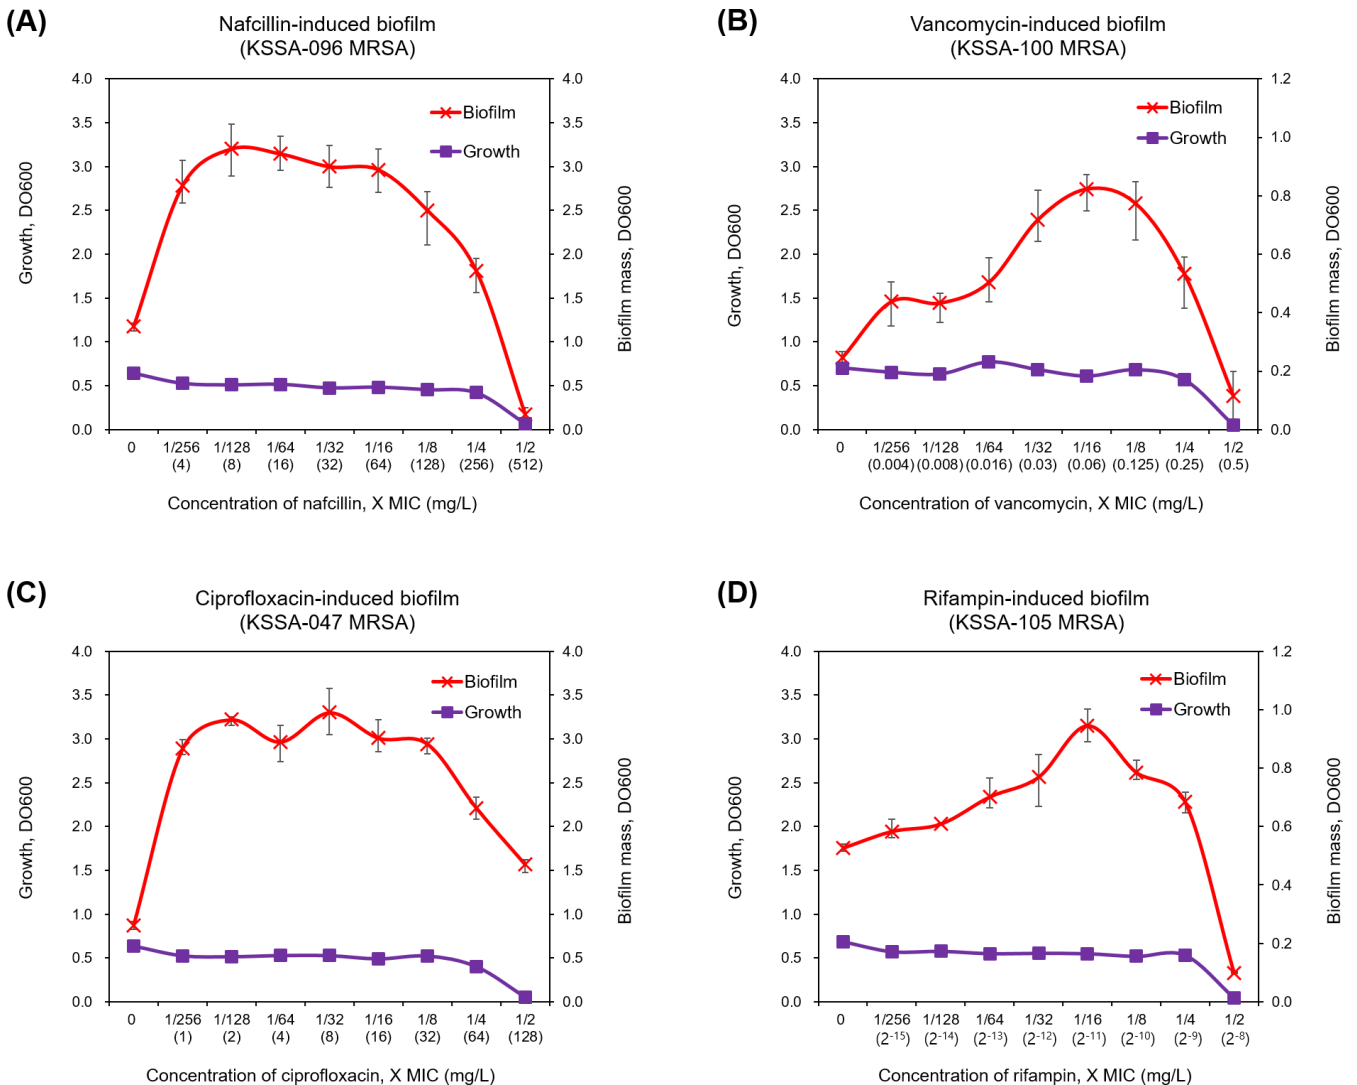 (A)
Nafcillin-induced biofilm
(KSSA-096 MRSA)
4.0
3.5
3.0
2.5
2.0
1.5
1.0
0.5
0.0
Growth, DO600
4.0
3.5
3.0
2.5
2.0
1.5
1.0
0.5
0.0
Biofilm mass, DO600
Biofilm
Growth
0 1/256 1/128 1/64 1/32 1/16 1/8 1/4 1/2
(4) (8) (16) (32) (64) (128) (256) (512)
Concentration of nafcillin, X MIC (mg/L)
(B)
Vancomycin-induced biofilm
(KSSA-100 MRSA)
4.0
3.5
3.0
2.5
2.0
1.5
1.0
0.5
0.0
Growth, DO600
1.2
1.0
0.8
0.6
0.4
0.2
0.0
Biofilm mass, DO600
Biofilm
Growth
0 1/256 1/128 1/64 1/32 1/16 1/8 1/4 1/2
(0.004) (0.008) (0.016) (0.03) (0.06) (0.125) (0.25) (0.5)
Concentration of vancomycin, X MIC (mg/L)
(C)
Ciprofloxacin-induced biofilm
(KSSA-047 MRSA)
4.0
3.5
3.0
2.5
2.0
1.5
1.0
0.5
0.0
Growth, DO600
4.0
3.5
3.0
2.5
2.0
1.5
1.0
0.5
0.0
Biofilm mass, DO600
Biofilm
Growth
0 1/256 1/128 1/64 1/32 1/16 1/8 1/4 1/2
(1) (2) (4) (8) (16) (32) (64) (128)
Concentration of ciprofloxacin, X MIC (mg/L)
(D)
Rifampin-induced biofilm
(KSSA-105 MRSA)
4.0
3.5
3.0
2.5
2.0
1.5
1.0
0.5
0.0
Growth, DO600
1.2
1.0
0.8
0.6
0.4
0.2
0.0
Biofilm mass, DO600
Biofilm
Growth
0 1/256 1/128 1/64 1/32 1/16 1/8 1/4 1/2
(2⁻¹⁵) (2⁻¹⁴) (2⁻¹³) (2⁻¹²) (2⁻¹¹) (2⁻¹⁰) (2⁻⁹) (2⁻⁸)
Concentration of rifampin, X MIC (mg/L)